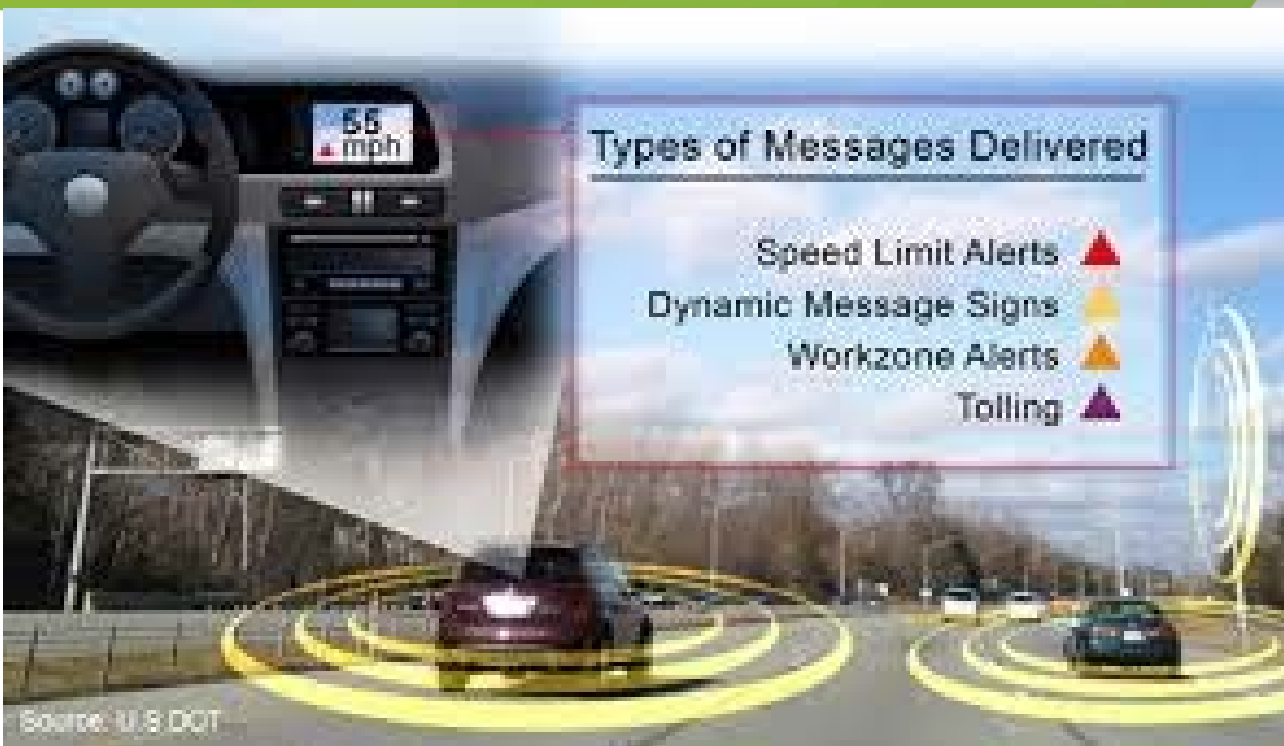 55
mph
Types of Messages Delivered
Speed Limit Alerts
Dynamic Message Signs
Workzone Alerts
Tolling
Source: U.S.DOT